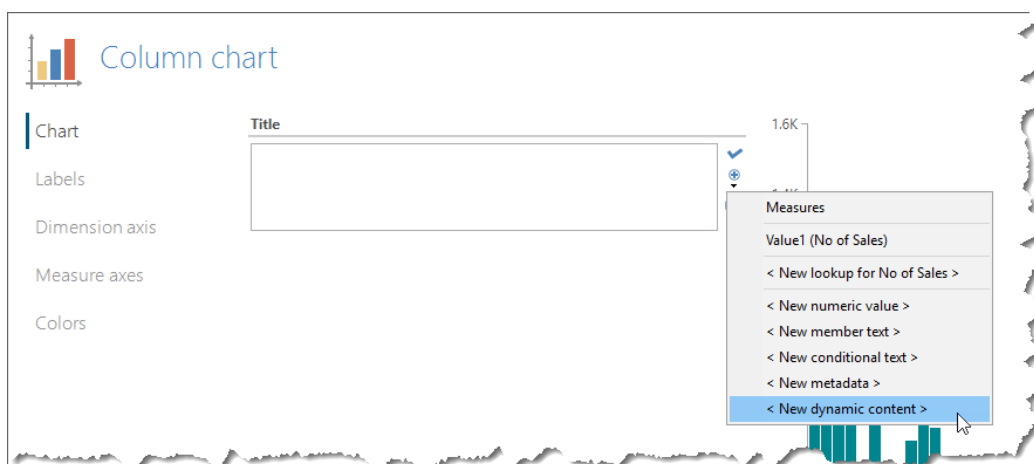 Column chart
Chart
Title
1.6K
Labels
Measures
Value1 (No of Sales)
Dimension axis
< New lookup for No of Sales >
Measure axes
< New numeric value >
Colors
< New member text >
< New conditional text >
< New metadata >
< New dynamic content >